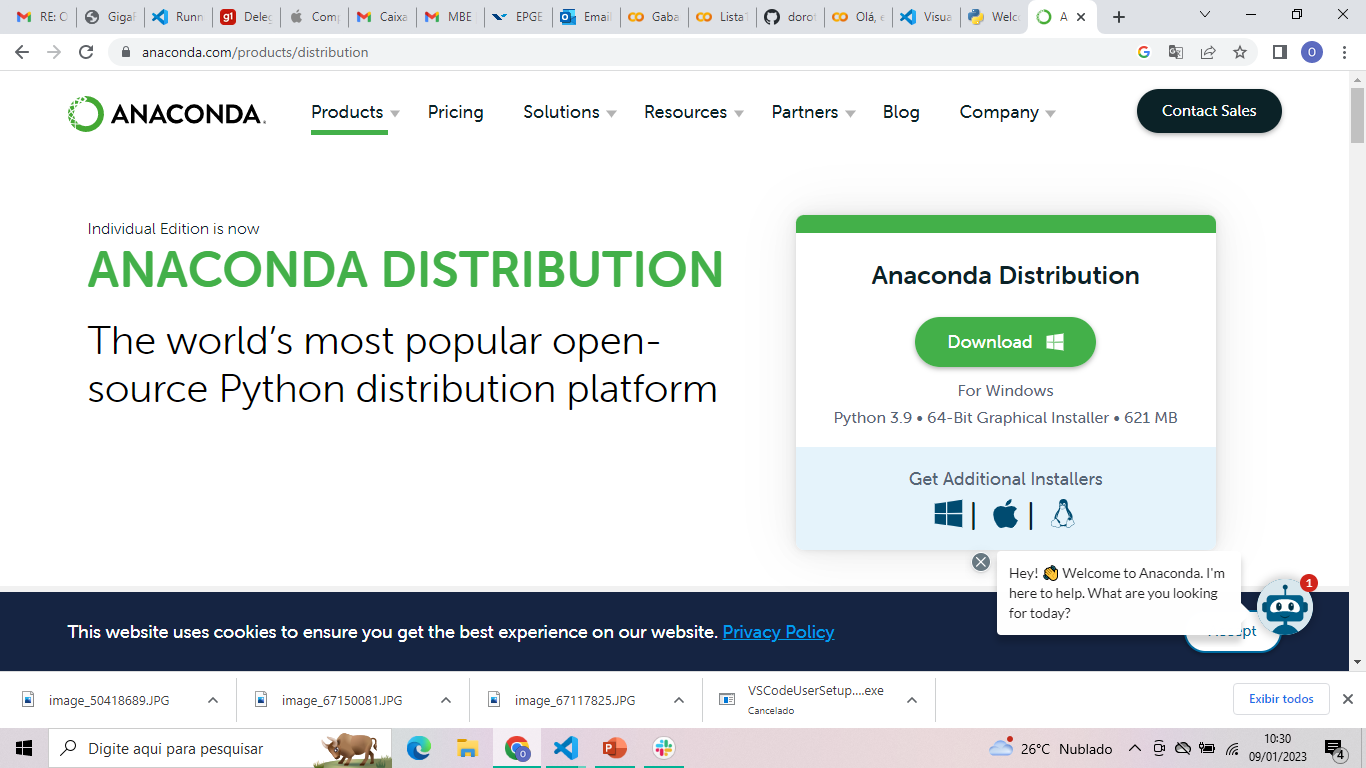 RE: C
Gigaf
Runn
Deleg
Comp
Caixa
MBE
EPGE
Email
Gaba
Lista1
dorot
Olá, e
Visua
Welc
A
anaconda.com/products/distribution
O
ANACONDA.
Products
Pricing
Solutions
Resources
Partners
Blog
Company
Contact Sales
Individual Edition is now
ANACONDA DISTRIBUTION
The world’s most popular open-
source Python distribution platform
Anaconda Distribution
Download
For Windows
Python 3.9 • 64-Bit Graphical Installer • 621 MB
Get Additional Installers
Hey! 👏 Welcome to Anaconda. I'm
here to help. What are you looking
for today?
1
This website uses cookies to ensure you get the best experience on our website. Privacy Policy
image_50418689.JPG
image_67150081.JPG
image_67117825.JPG
VSCodeUserSetup....exe
Cancelado
Exibir todos
Digite aqui para pesquisar
26°C Nublado
10:30
09/01/2023
4